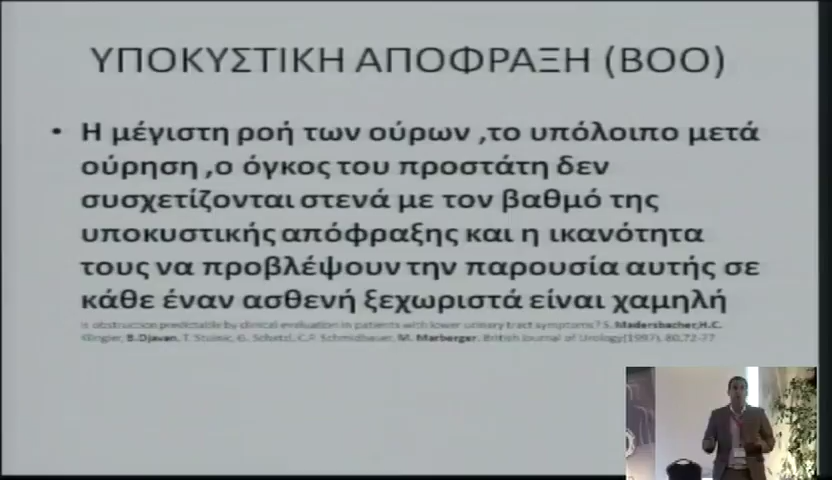 ΥΠΟΚΥΣΤΙΚΗ ΑΠΟΦΡΑΞΗ (BOO)
• Η μέγιστη ροή των ούρων ,το υπόλοιπο μετά
ούρηση ,ο όγκος του προστάτη δεν
συσχετίζονται στενά με τον βαθμό της
υποκυστικής απόφραξης και η ικανότητα
τους να προβλέψουν την παρουσία αυτής σε
κάθε έναν ασθενή ξεχωριστά είναι χαμηλή
Is obstruction predictable by clinical evaluation in patients with lower urinary tract symptoms? S. Madersbacher,H.C.
Klingler, B.Djavan, T. Stulnic, G. Schatzl, C.P. Schmidbauer, M. Marberger. British Journal of Urology(1997), 80,72-77